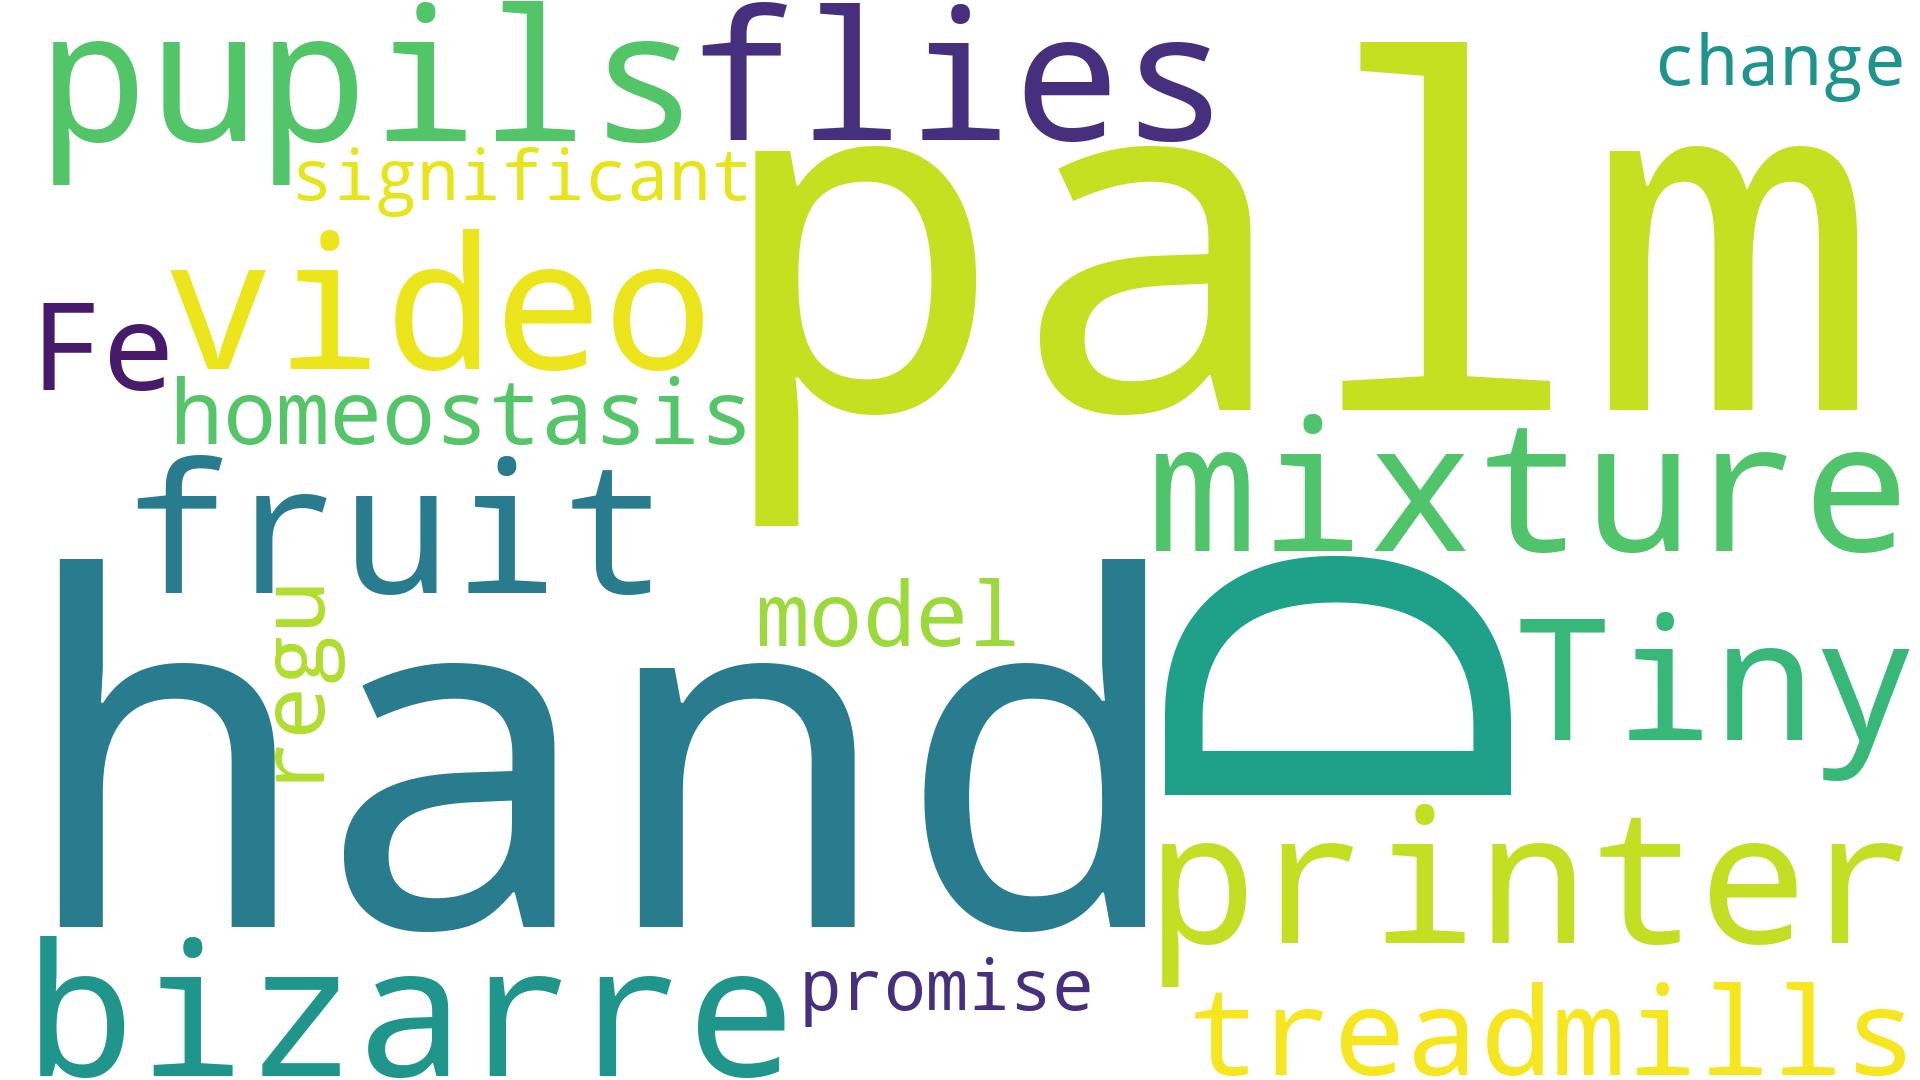 pupils flies
change
significant
palm
video
Fe
homeostasis
mixture
fruit
regu
model
hand
D
Tiny
printer
bizarre
promise
treadmills